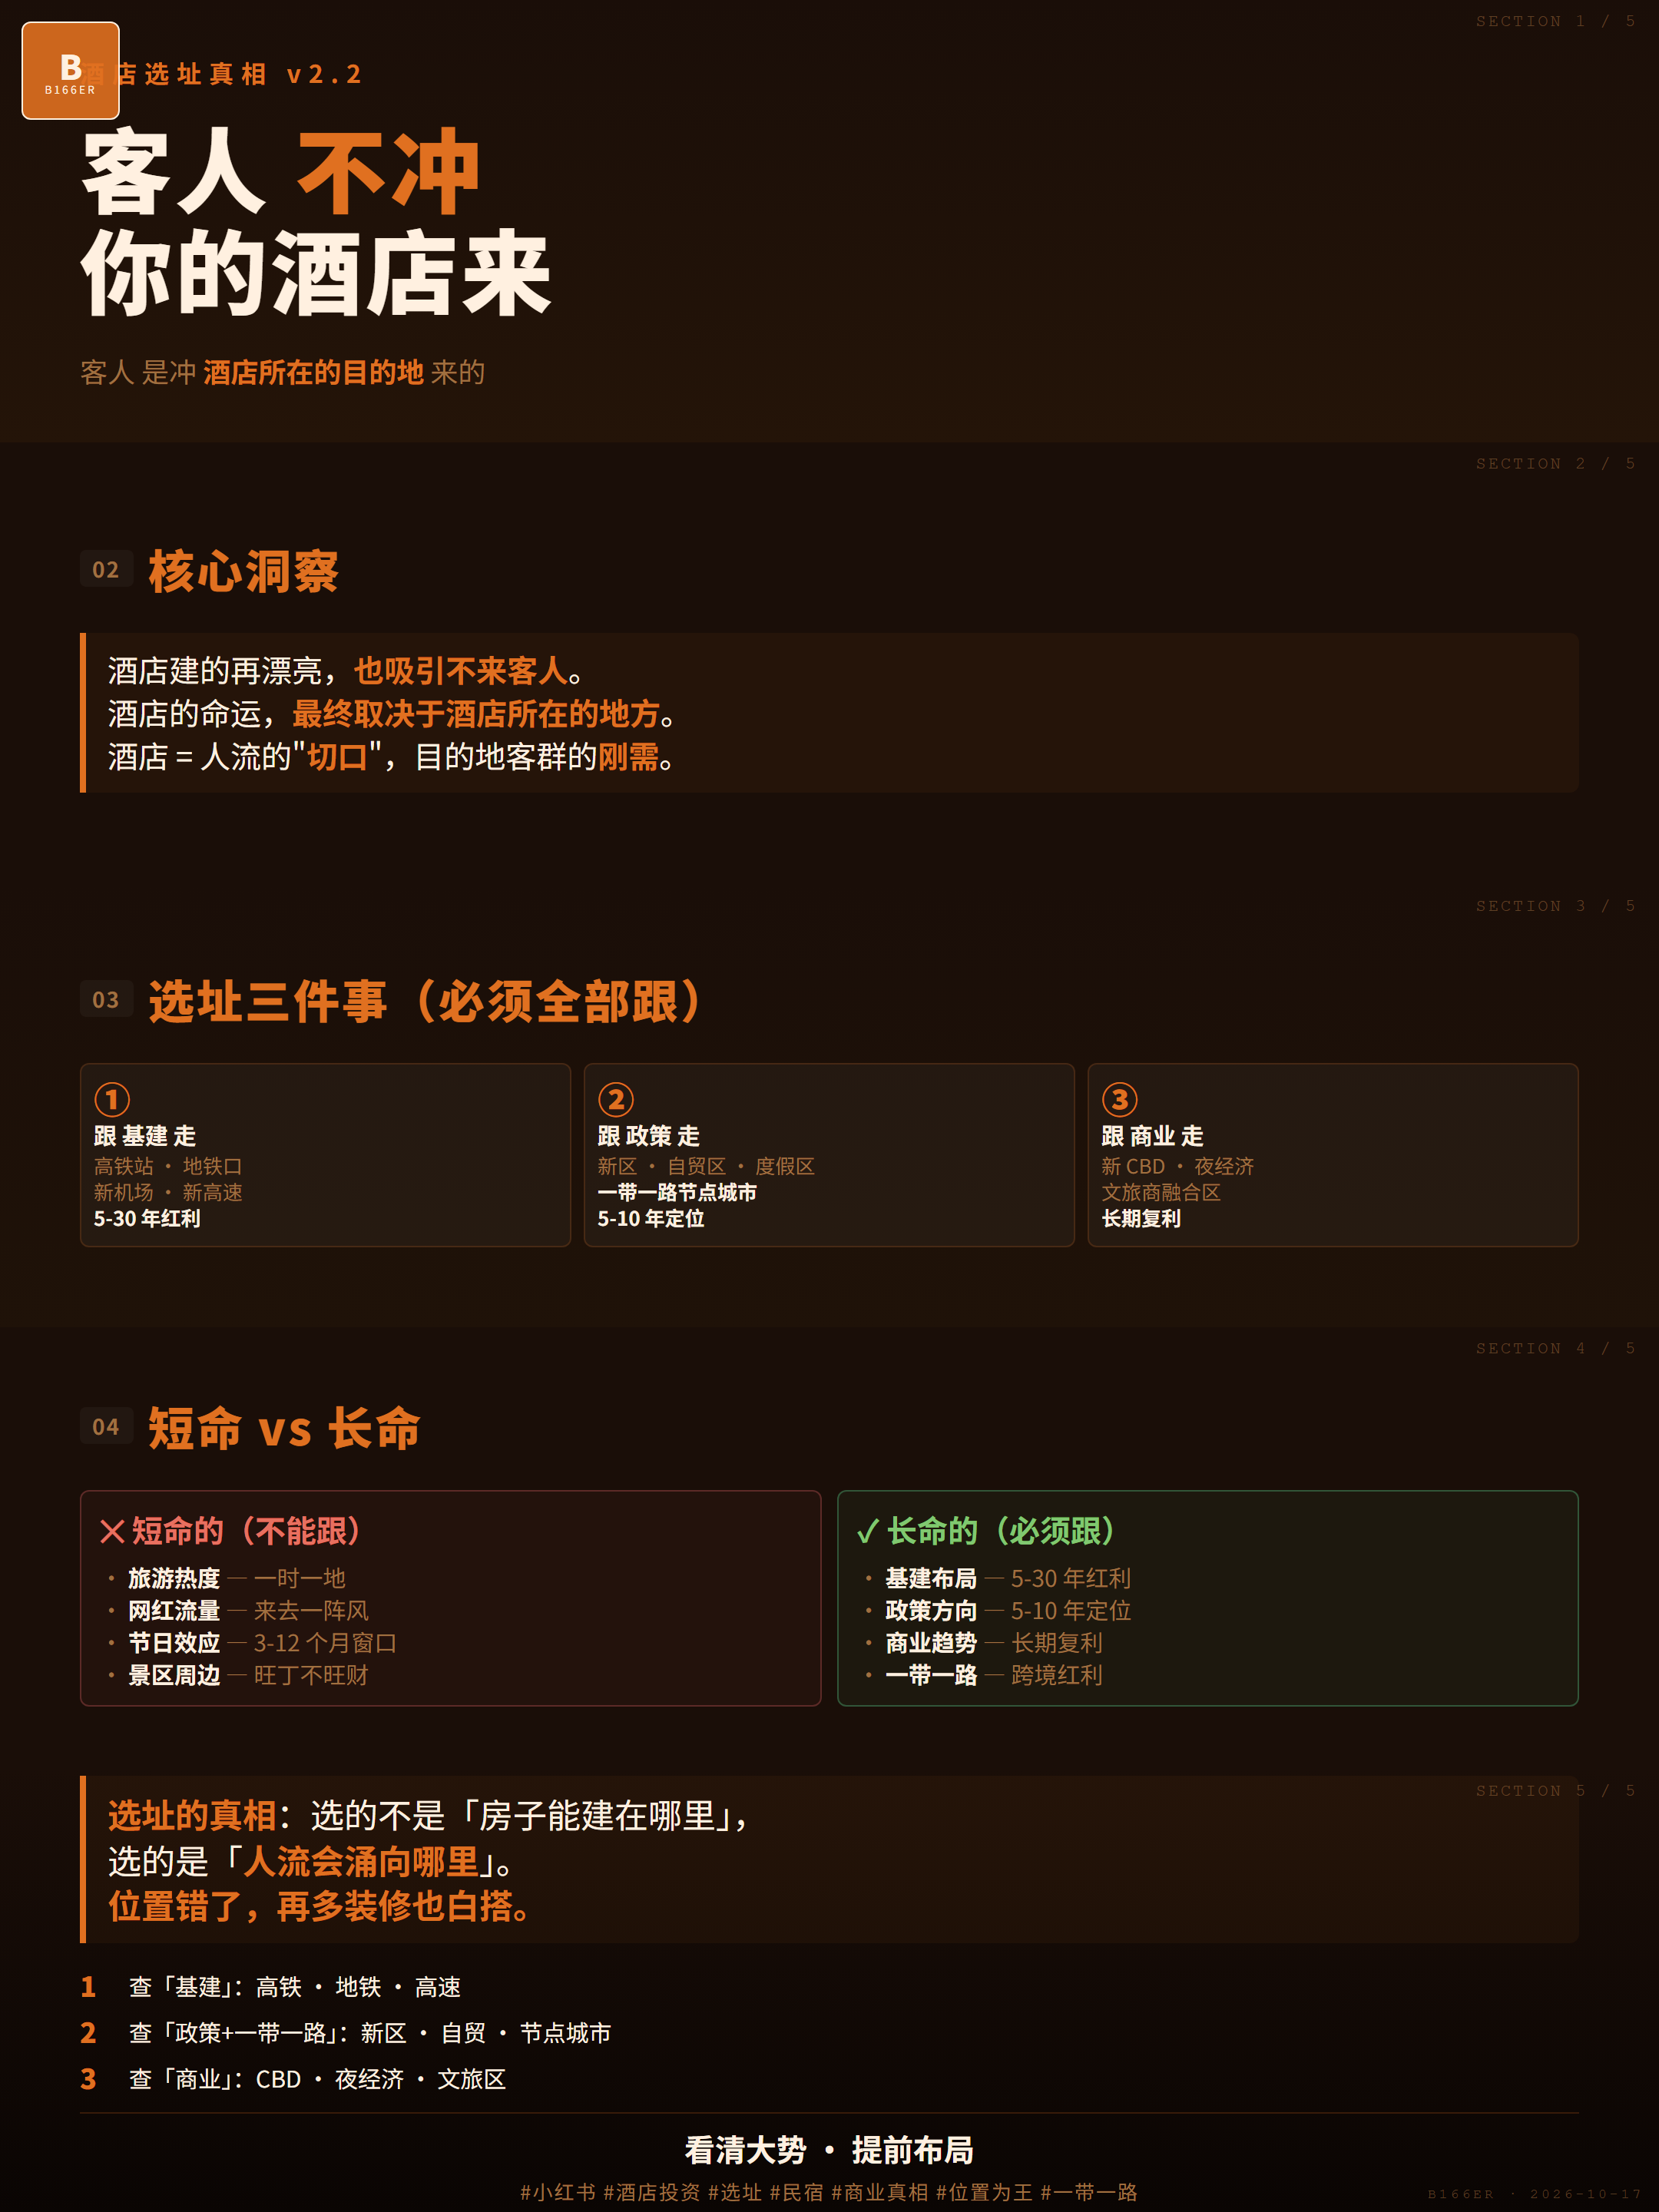 SECTION 1 / 5
B
B166ER
酒店选址真相 v2.2
客人 不冲
你的酒店来
客人 是冲 酒店所在的目的地 来的
SECTION 2 / 5
02 核心洞察
酒店建的再漂亮，也吸引不来客人。
酒店的命运，最终取决于酒店所在的地方。
酒店 = 人流的"切口"，目的地客群的刚需。
SECTION 3 / 5
03 选址三件事（必须全部跟）
①
跟 基建 走
高铁站 · 地铁口
新机场 · 新高速
5-30 年红利
②
跟 政策 走
新区 · 自贸区 · 度假区
一带一路节点城市
5-10 年定位
③
跟 商业 走
新 CBD · 夜经济
文旅商融合区
长期复利
SECTION 4 / 5
04 短命 vs 长命
✕ 短命的（不能跟）
· 旅游热度 — 一时一地
· 网红流量 — 来去一阵风
· 节日效应 — 3-12 个月窗口
· 景区周边 — 旺丁不旺财
✓ 长命的（必须跟）
· 基建布局 — 5-30 年红利
· 政策方向 — 5-10 年定位
· 商业趋势 — 长期复利
· 一带一路 — 跨境红利
SECTION 5 / 5
选址的真相：选的不是「房子能建在哪里」，
选的是「人流会涌向哪里」。
位置错了，再多装修也白搭。
1 查「基建」：高铁 · 地铁 · 高速
2 查「政策+一带一路」：新区 · 自贸 · 节点城市
3 查「商业」：CBD · 夜经济 · 文旅区
看清大势 · 提前布局
#小红书 #酒店投资 #选址 #民宿 #商业真相 #位置为王 #一带一路
B166ER · 2026-10-17